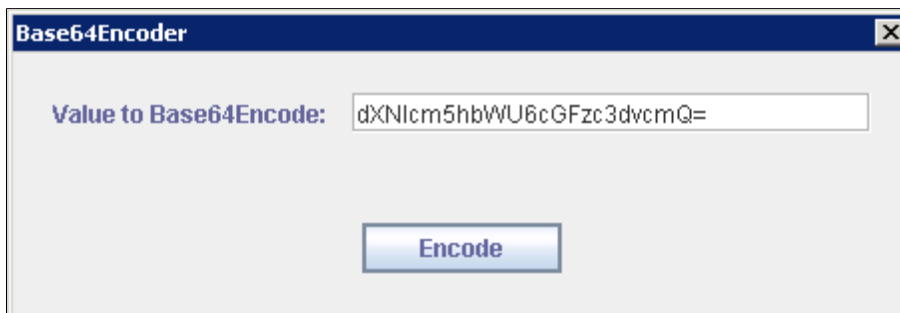 Base64Encoder
Value to Base64Encode: dXNlcm5hbWU6cGFzc3dvcmQ=
Encode